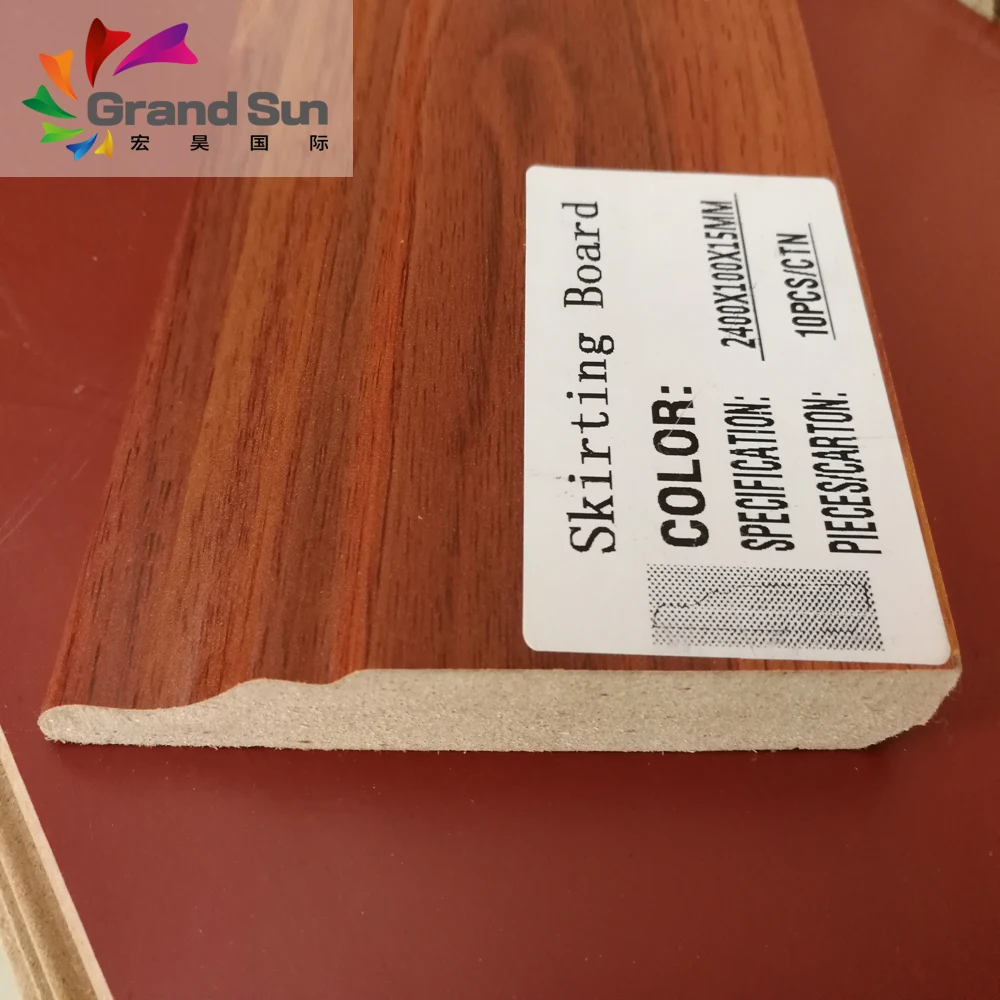 Grand Sun
宏昊国际
Skirting Board
COLOR:
SPECIFICATION: 2400X100X15MM
PIECES/CARTON: 10PCS/CTN